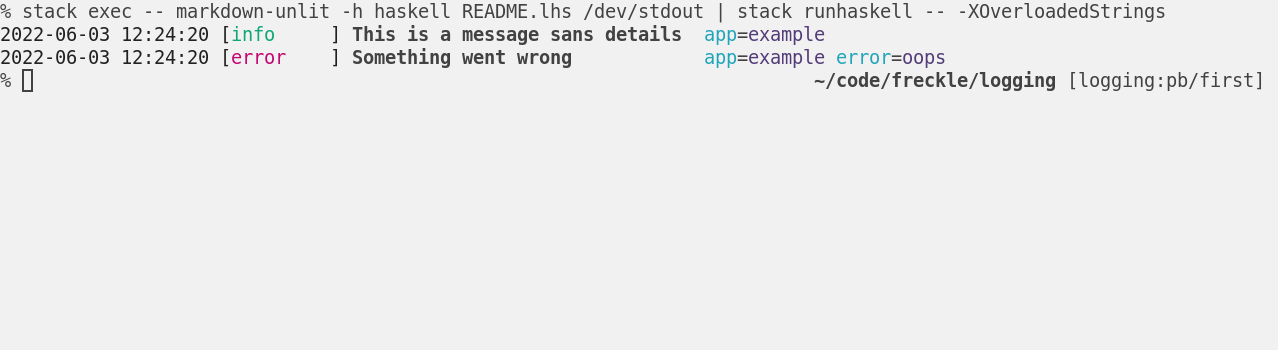 % stack exec -- markdown-unlit -h haskell README.lhs /dev/stdout | stack runhaskell -- -XOverloadedStrings
2022-06-03 12:24:20 [info     ] This is a message sans details  app=example
2022-06-03 12:24:20 [error    ] Something went wrong            app=example error=oops
%                                                                         ~/code/freckle/logging [logging:pb/first]